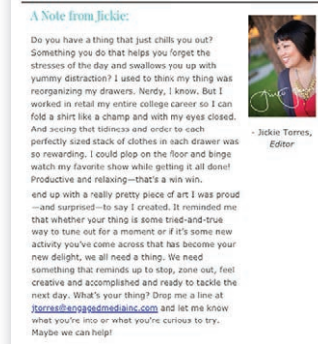 A Note from Jickie:
Do you have a thing that just chills you out?
Something you do that helps you forget the
stresses of the day and swallows you up with
yummy distraction? I used to think my thing was
reorganizing my drawers. Nerdy, I know. But I
worked in retail my entire college career so I can
fold a shirt like a champ and with my eyes closed.
And seeing that tidiness and order to each
perfectly sized stack of clothes in each drawer was
so rewarding. I could plop on the floor and binge
watch my favorite show while getting it all done!
Productive and relaxing—that's a win win.
end up with a really pretty piece of art I was proud
—and surprised—to say I created. It reminded me
that whether your thing is some tried-and-true
way to tune out for a moment or if it's some new
activity you've come across that has become your
new delight, we all need a thing. We need
something that reminds up to stop, zone out, feel
creative and accomplished and ready to tackle the
next day. What's your thing? Drop me a line at
jtorres@engagedmediainc.com and let me know
what you're into or what you're curious to try.
Maybe we can help!
- Jickie Torres,
Editor